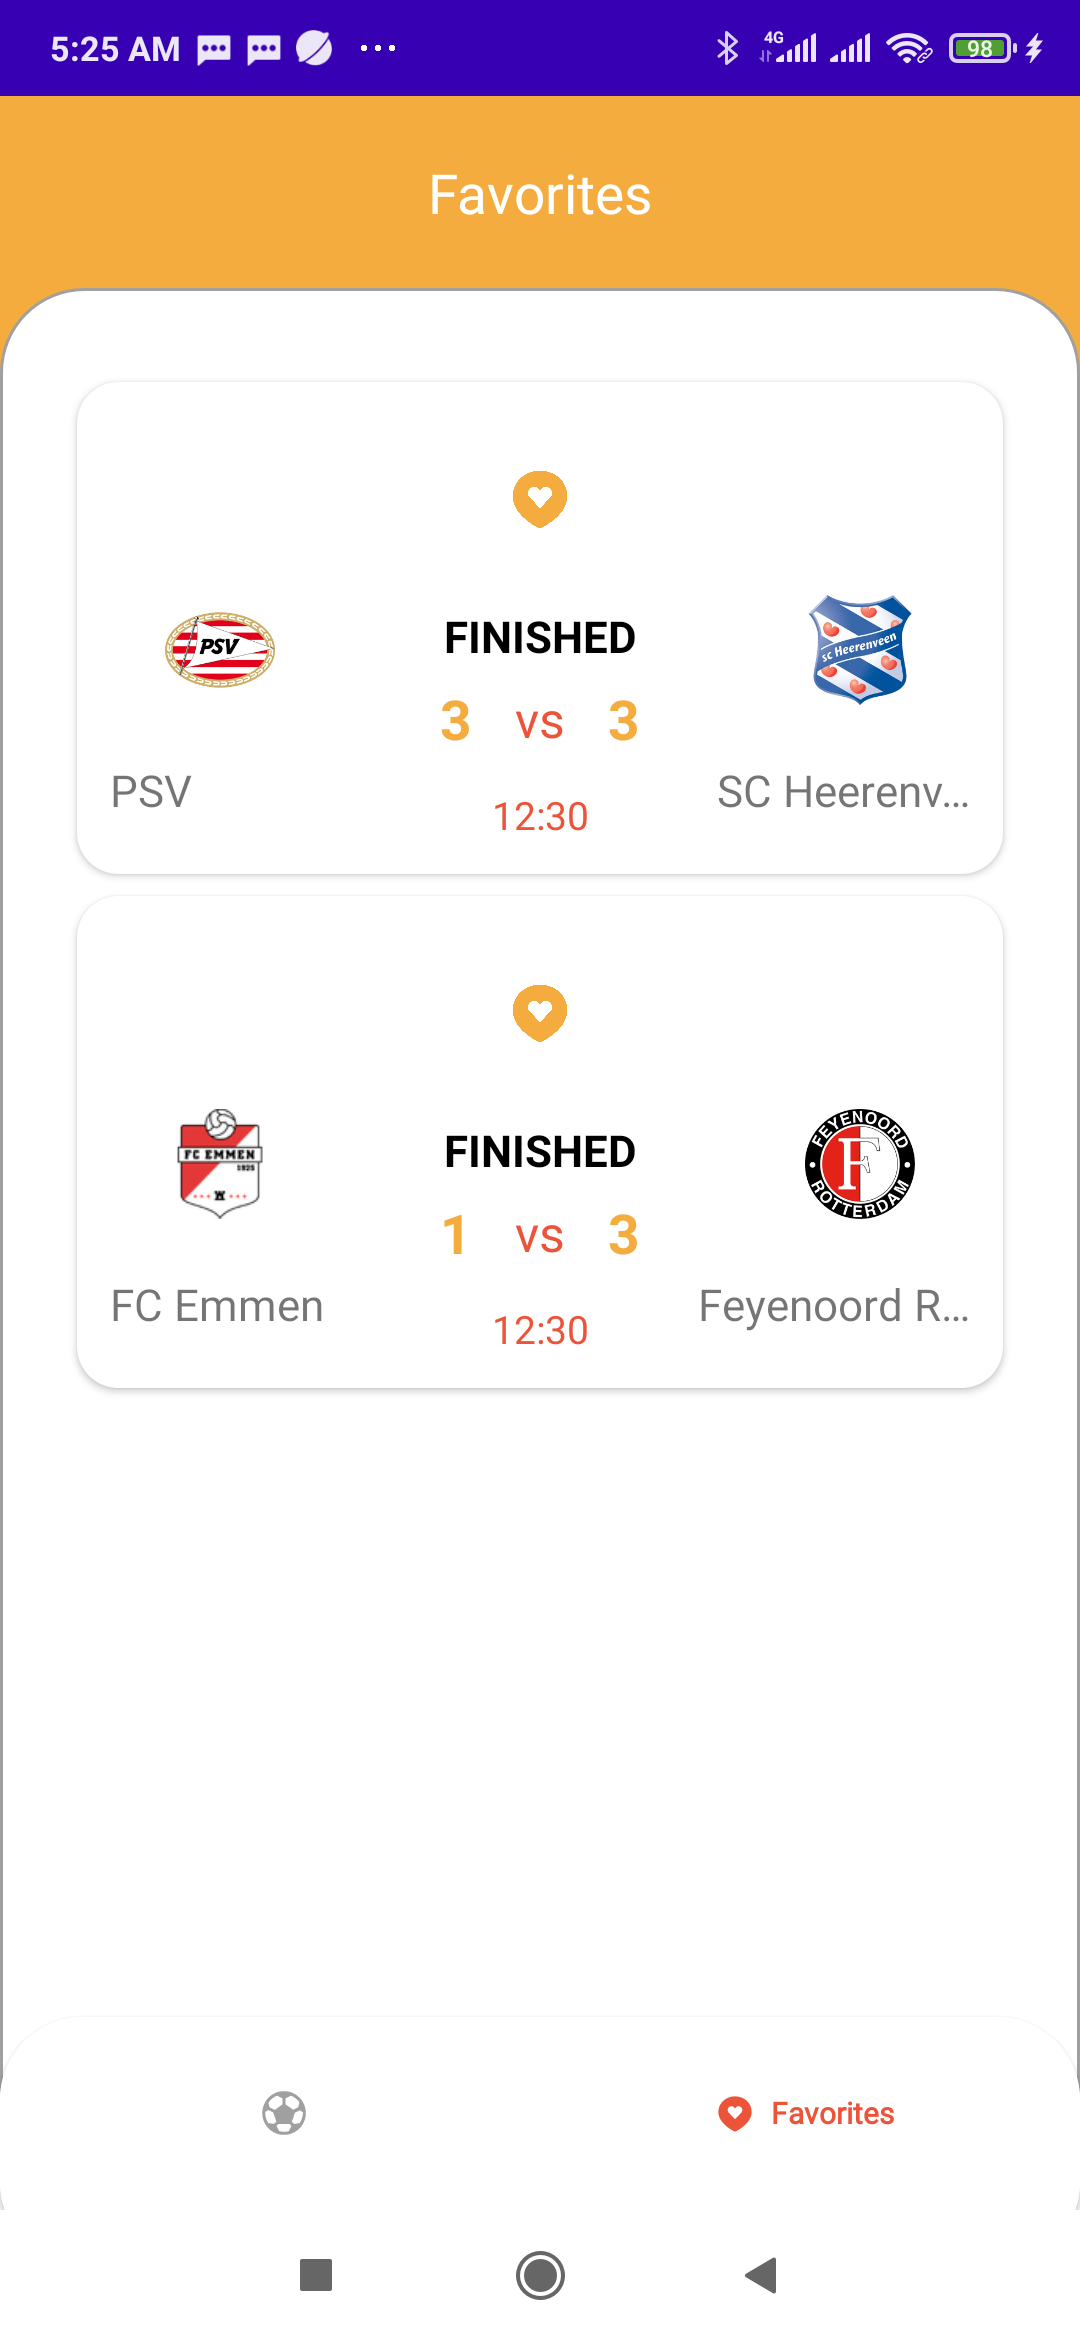 5:25 AM 4G 98
Favorites
FINISHED
PSV
sc Heerenveen
3 vs 3
PSV SC Heerenv...
12:30
FINISHED
FC EMMEN
1925
FEYENOORD
F
ROTTERDAM
1 vs 3
FC Emmen Feyenoord R...
12:30
Favorites